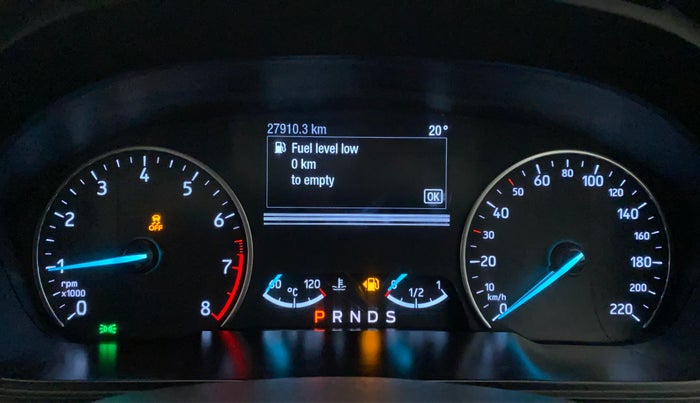 27910.3 km 20°
Fuel level low
0 km
to empty
OK
0 1 2 3 4 5 6 7 8
rpm
x1000
OFF
60 °C 120
0 1/2 1
P R N D S
0 10 20 30 40 50 60 80 100 120 140 160 180 200 220
km/h